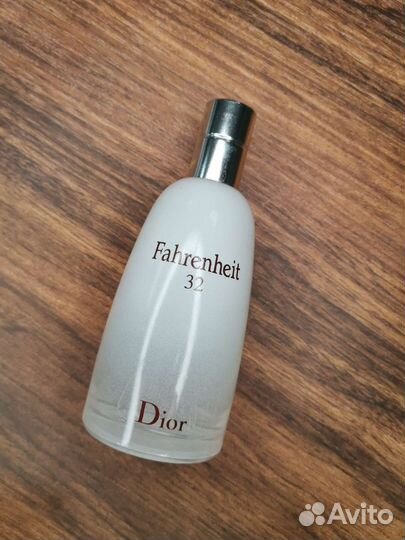 Fahrenheit
32
Dior
Avito